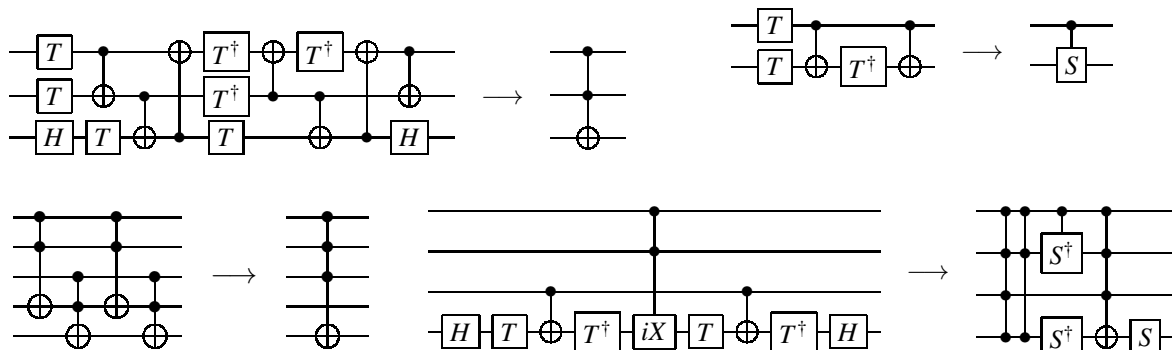 T T† T† T
T T† T T† S
H T T H
S†
H T T† iX T T† H S† S